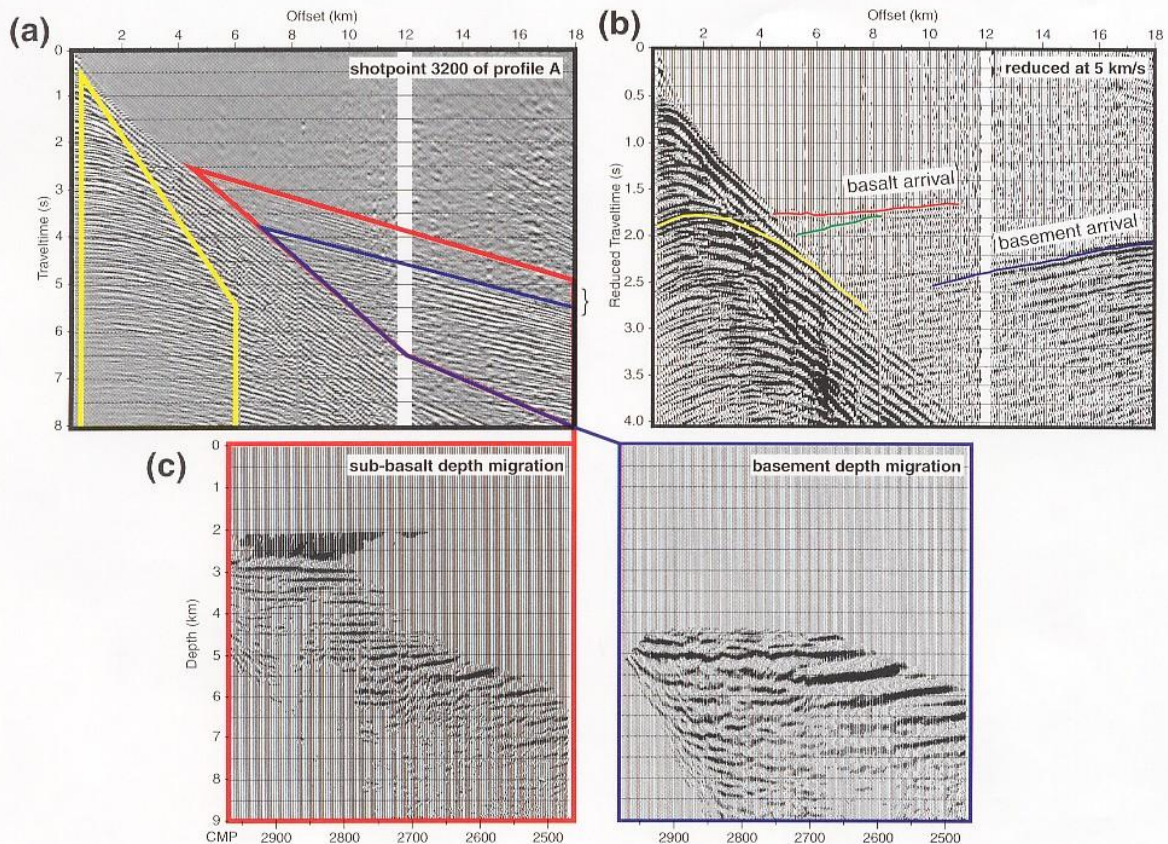 (a)
Offset (km)
2 4 6 8 10 12 14 16 18
shotpoint 3200 of profile A
Traveltime (s)
0
1
2
3
4
5
6
7
8
}
(b)
Offset (km)
2 4 6 8 10 12 14 16 18
reduced at 5 km/s
Reduced Traveltime (s)
0
0.5
1.0
1.5
2.0
2.5
3.0
3.5
4.0
basalt arrival
basement arrival
(c)
sub-basalt depth migration
Depth (km)
0
1
2
3
4
5
6
7
8
9
CMP 2900 2800 2700 2600 2500
basement depth migration
2900 2800 2700 2600 2500